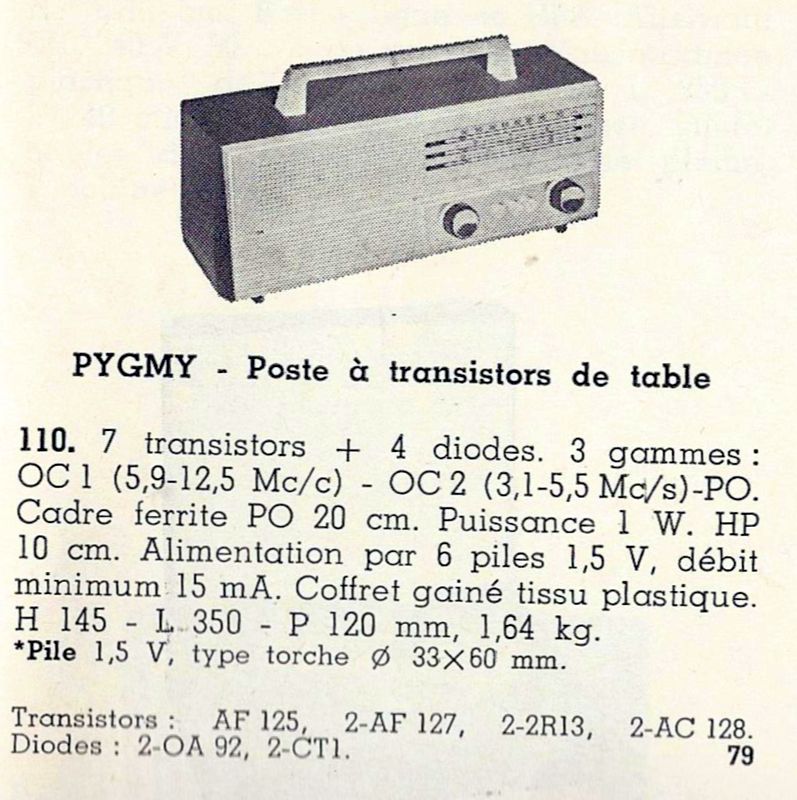 PYGMY - Poste à transistors de table
110. 7 transistors + 4 diodes. 3 gammes :
OC 1 (5,9-12,5 Mc/c) - OC 2 (3,1-5,5 Mc/s)-PO.
Cadre ferrite PO 20 cm. Puissance 1 W. HP
10 cm. Alimentation par 6 piles 1,5 V, débit
minimum 15 mA. Coffret gainé tissu plastique.
H 145 - L 350 - P 120 mm, 1,64 kg.
*Pile 1,5 V, type torche Ø 33×60 mm.
Transistors : AF 125, 2-AF 127, 2-2R13, 2-AC 128.
Diodes : 2-OA 92, 2-CT1.
79